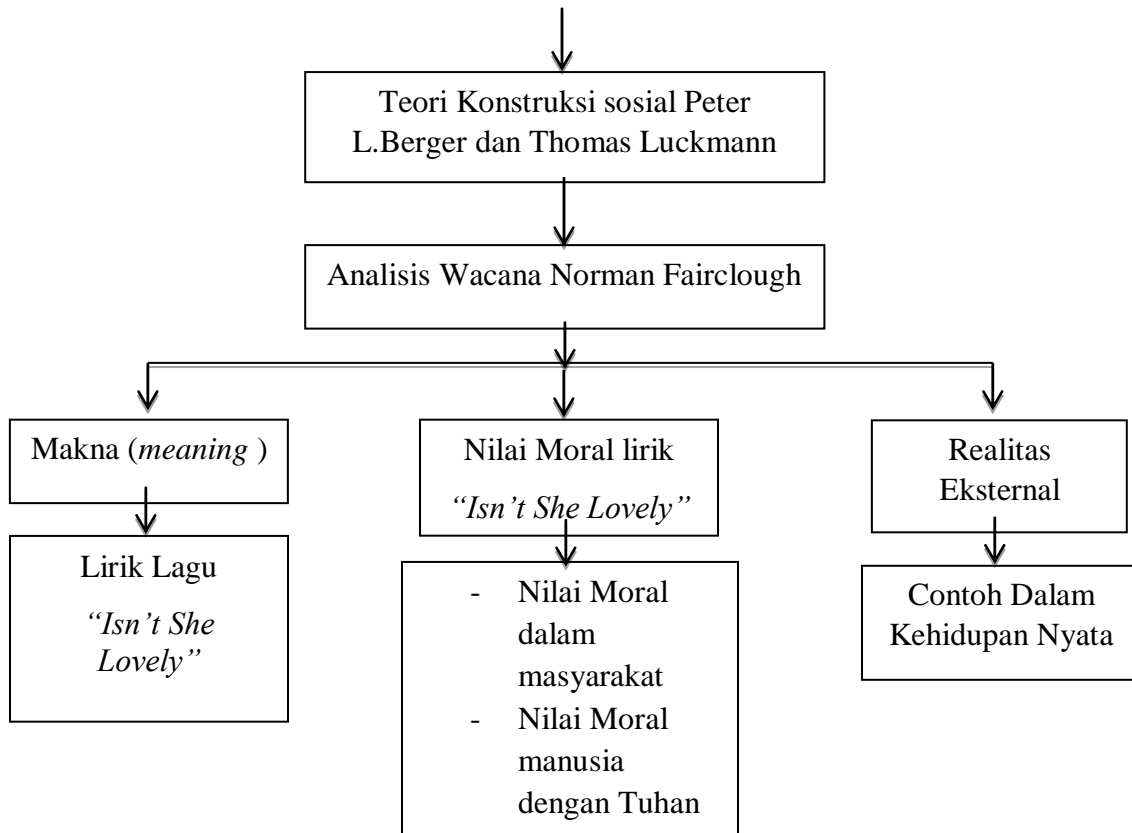 Teori Konstruksi sosial Peter
L.Berger dan Thomas Luckmann
Analisis Wacana Norman Fairclough
Makna (meaning )
Nilai Moral lirik
“Isn’t She Lovely”
Realitas
Eksternal
Lirik Lagu
“Isn’t She
Lovely”
- Nilai Moral
dalam
masyarakat
- Nilai Moral
manusia
dengan Tuhan
Contoh Dalam
Kehidupan Nyata